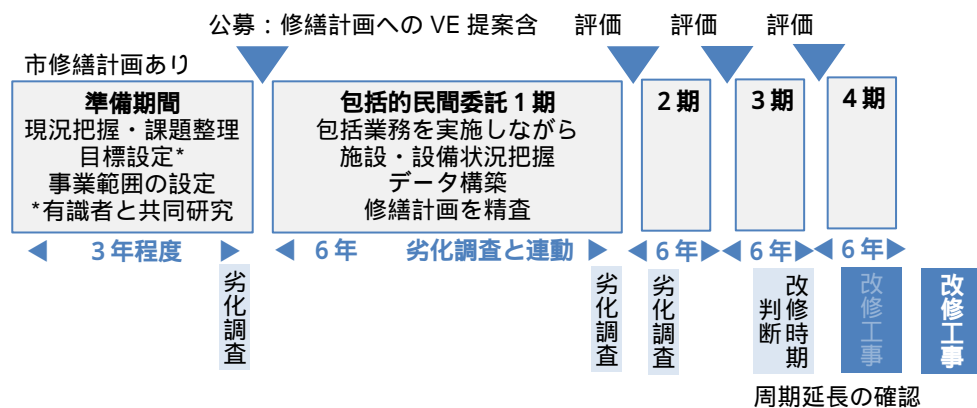 公募：修繕計画への VE 提案含
評価
評価
評価
市修繕計画あり
準備期間
現況把握・課題整理
目標設定*
事業範囲の設定
*有識者と共同研究
包括的民間委託１期
包括業務を実施しながら
施設・設備状況把握
データ構築
修繕計画を精査
２期
３期
４期
３年程度
６年
劣化調査と連動
６年
６年
６年
劣化調査
劣化調査
劣化調査
改修時期
判断
改修工事
改修工事
周期延長の確認